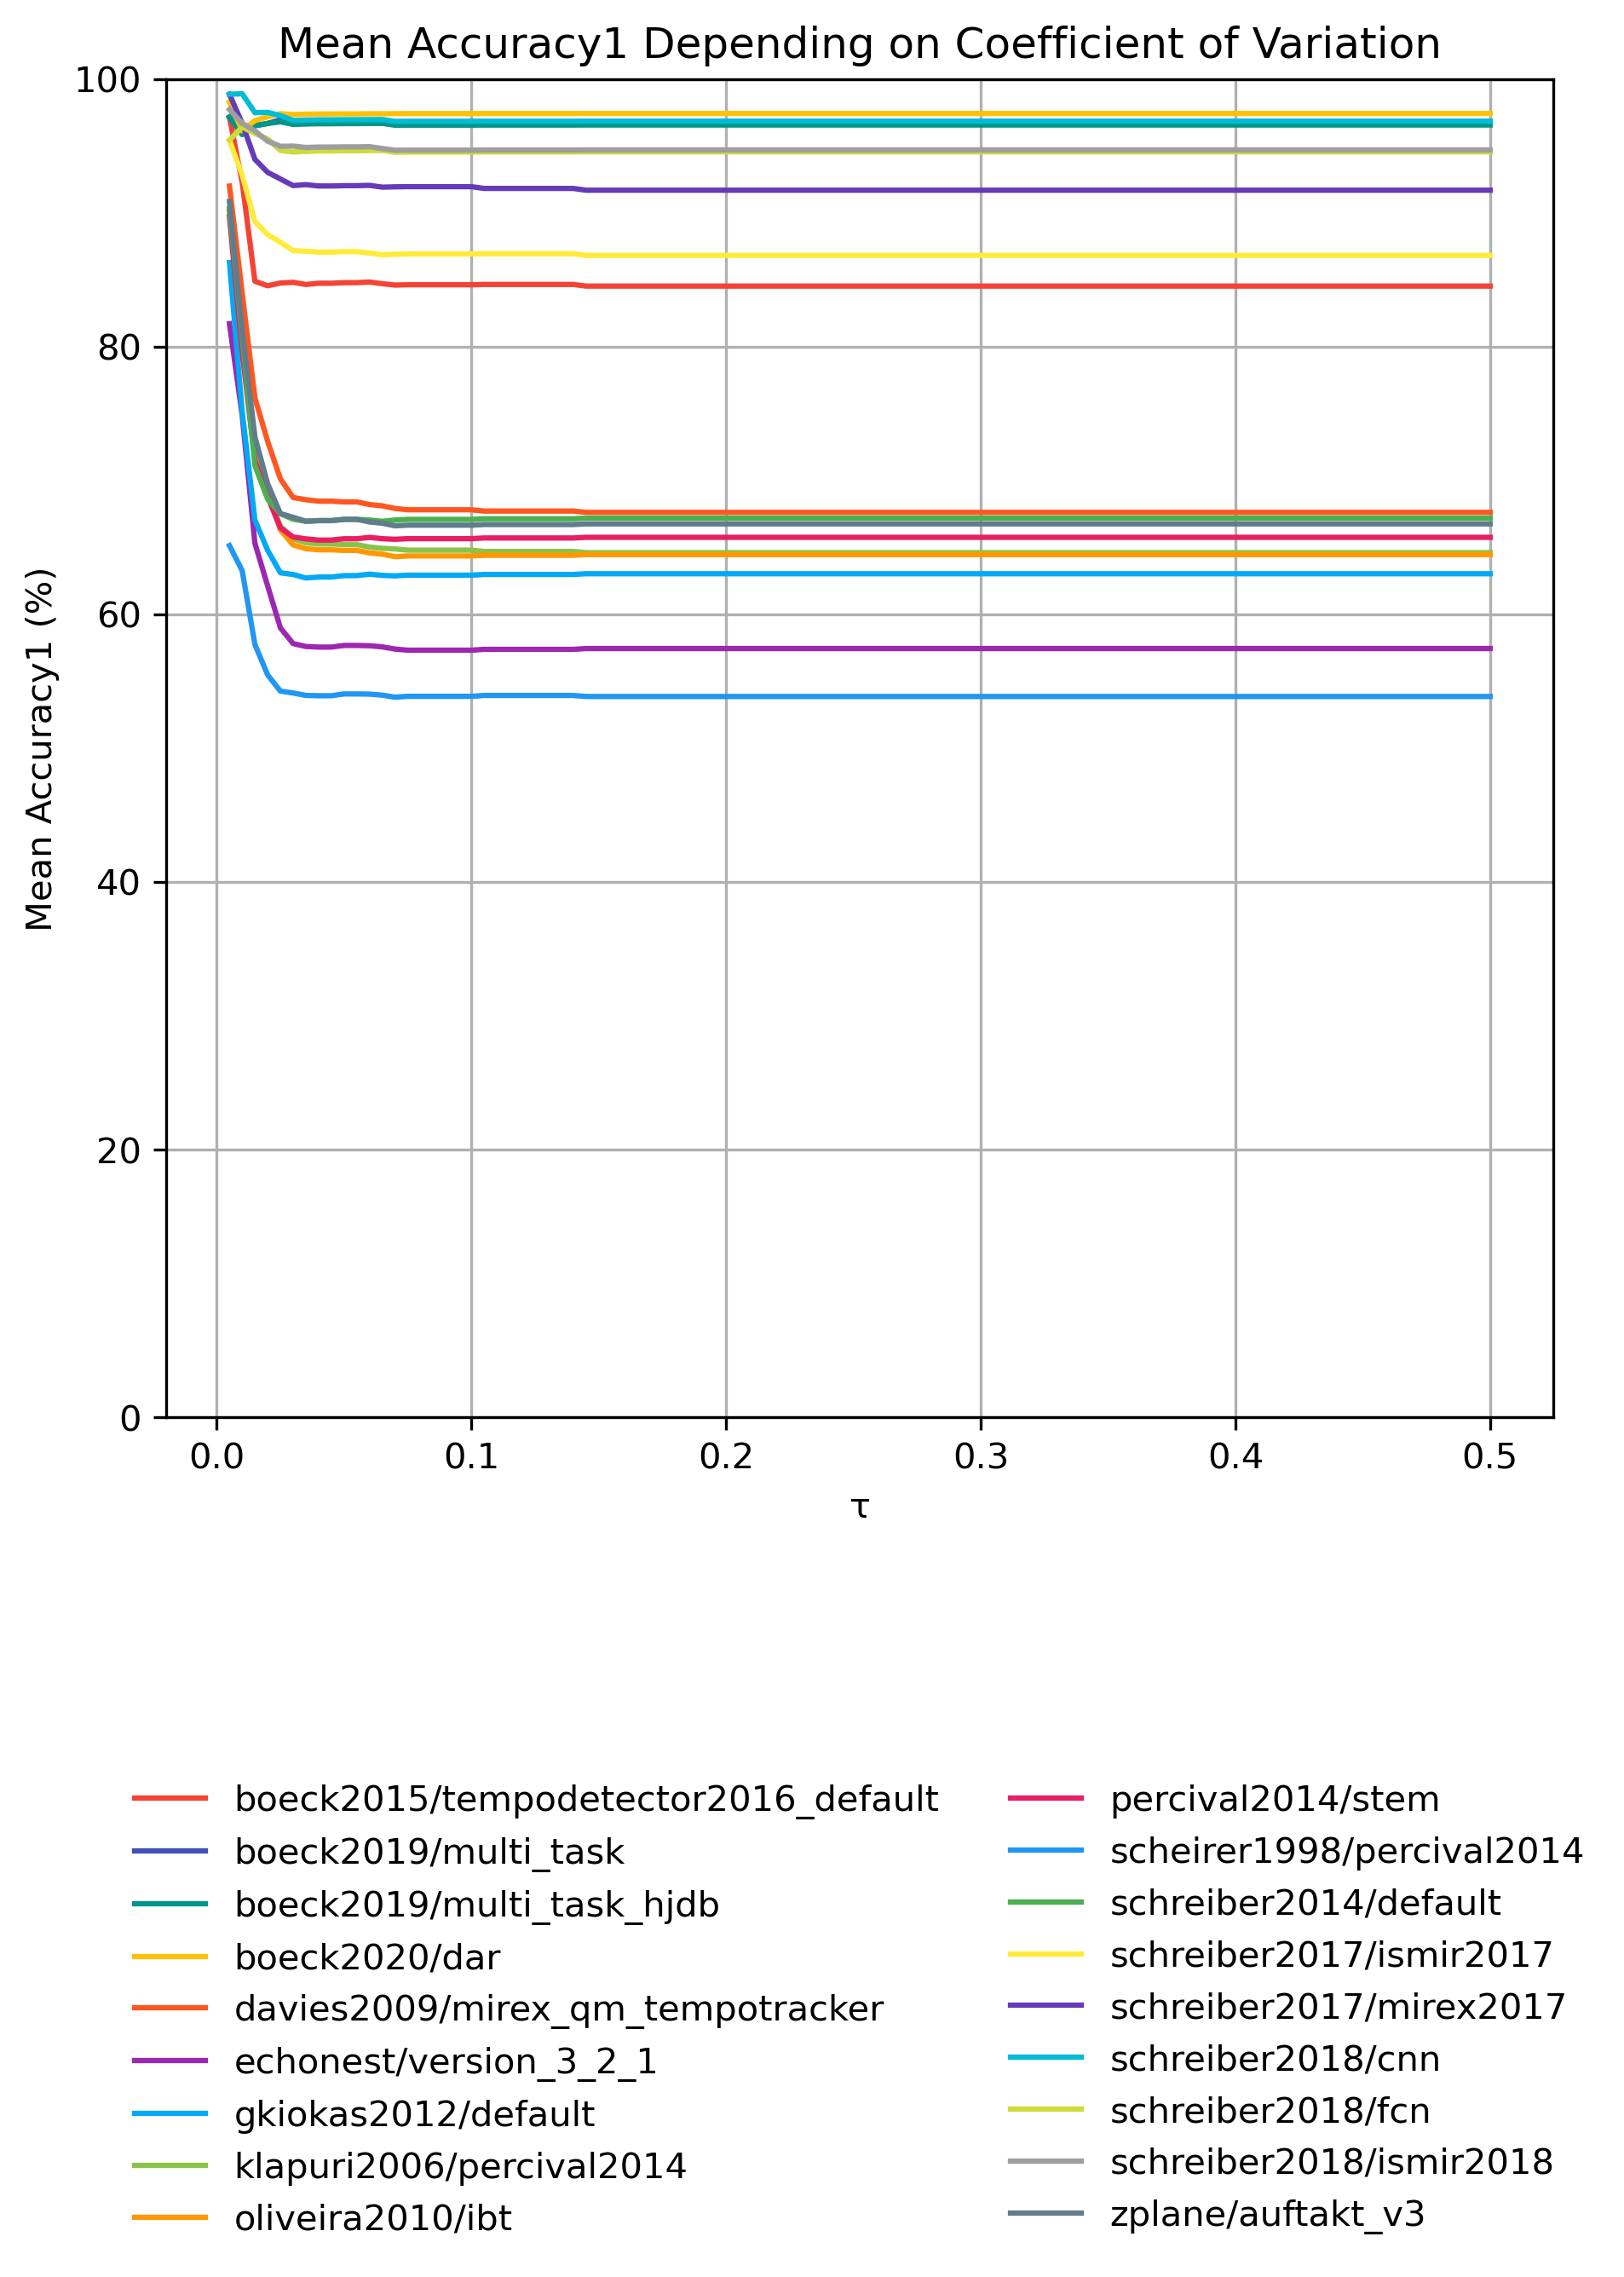 Mean Accuracy1 Depending on Coefficient of Variation
100
80
60
40
20
0
Mean Accuracy1 (%)
0.0 0.1 0.2 0.3 0.4 0.5
τ
boeck2015/tempodetector2016_default
boeck2019/multi_task
boeck2019/multi_task_hjdb
boeck2020/dar
davies2009/mirex_qm_tempotracker
echonest/version_3_2_1
gkiokas2012/default
klapuri2006/percival2014
oliveira2010/ibt
percival2014/stem
scheirer1998/percival2014
schreiber2014/default
schreiber2017/ismir2017
schreiber2017/mirex2017
schreiber2018/cnn
schreiber2018/fcn
schreiber2018/ismir2018
zplane/auftakt_v3